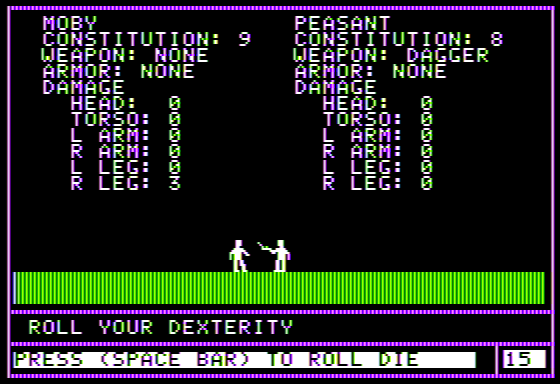 MOBY PEASANT
CONSTITUTION: 9 CONSTITUTION: 8
WEAPON: NONE WEAPON: DAGGER
ARMOR: NONE ARMOR: NONE
DAMAGE DAMAGE
HEAD: 0 HEAD: 0
TORSO: 0 TORSO: 0
L ARM: 0 L ARM: 0
R ARM: 0 R ARM: 0
L LEG: 0 L LEG: 0
R LEG: 3 R LEG: 0
ROLL YOUR DEXTERITY
PRESS (SPACE BAR) TO ROLL DIE 15